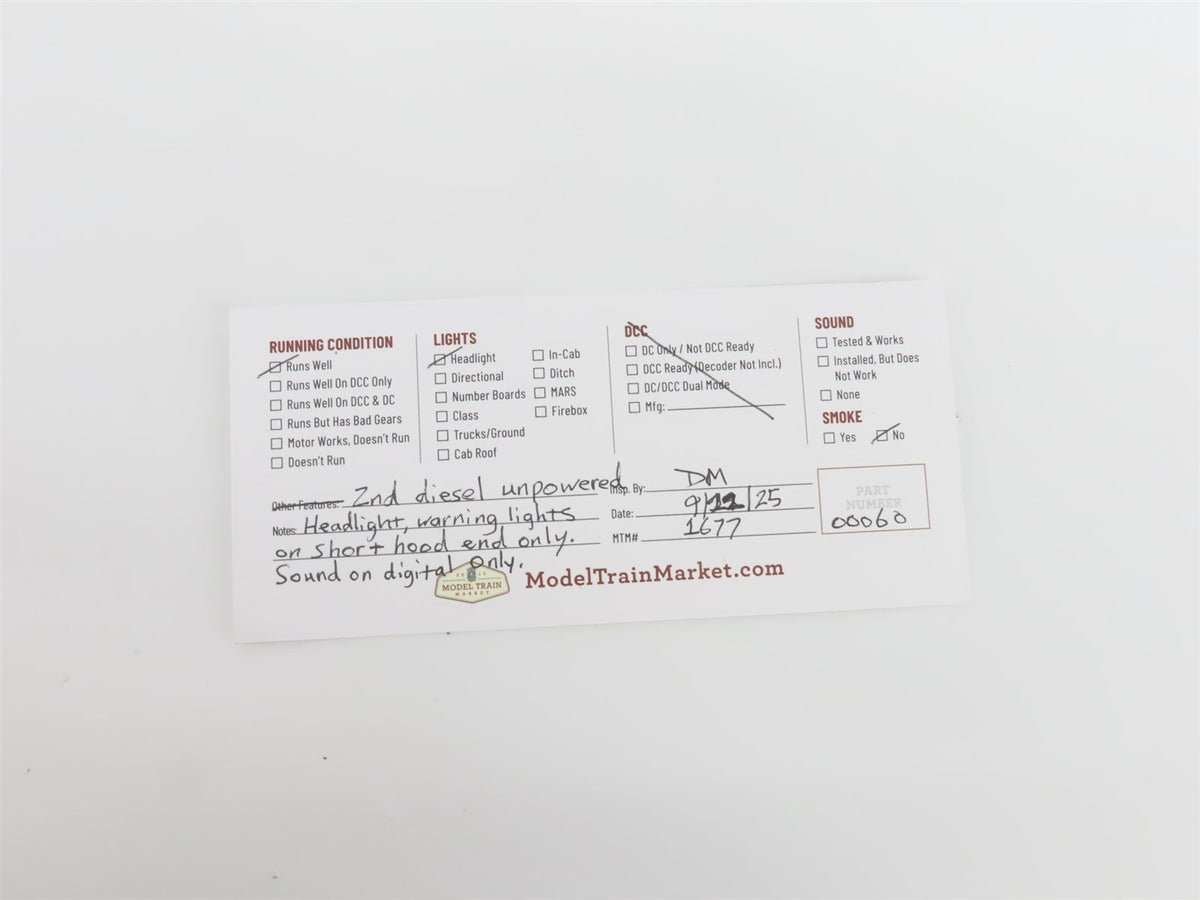 RUNNING CONDITION
Runs Well
Runs Well On DCC Only
Runs Well On DCC & DC
Runs But Has Bad Gears
Motor Works, Doesn't Run
Doesn't Run
LIGHTS
Headlight
Directional
Number Boards
Class
Trucks/Ground
Cab Roof
In-Cab
Ditch
MARS
Firebox
DCC
DC Only / Not DCC Ready
DCC Ready (Decoder Not Incl.)
DC/DCC Dual Mode
Mfg:
SOUND
Tested & Works
Installed, But Does
Not Work
None
SMOKE
Yes No
Other Features: 2nd diesel unpowered
Notes: Headlight, warning lights
on short hood end only.
Sound on digital only.
Insp. By: DM
Date: 9/22/25
MTM# 1677
PART
NUMBER
00060
MODEL TRAIN
MARKET
ModelTrainMarket.com